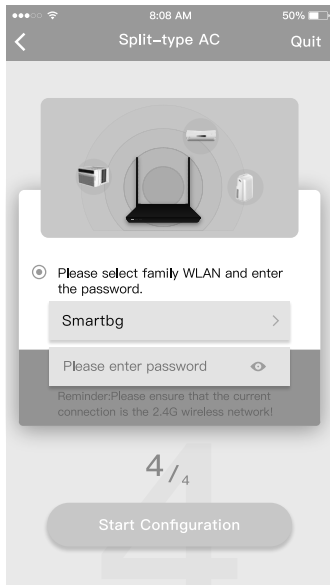 8:08 AM
50%
Split-type AC
Quit
Please select family WLAN and enter
the password.
Smartbg
Please enter password
Reminder:Please ensure that the current
connection is the 2.4G wireless network!
4/4
4
Start Configuration